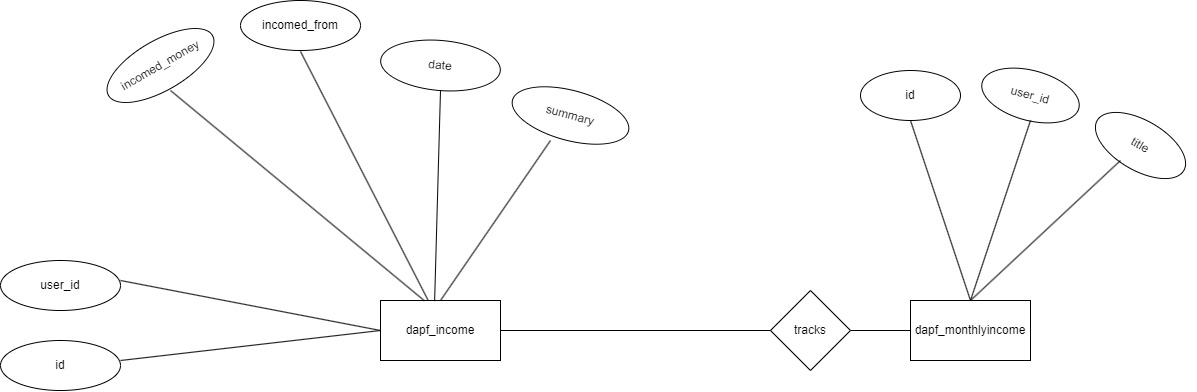 incomed_from
incomed_money
date
summary
id
user_id
title
user_id
dapf_income
tracks
dapf_monthlyincome
id